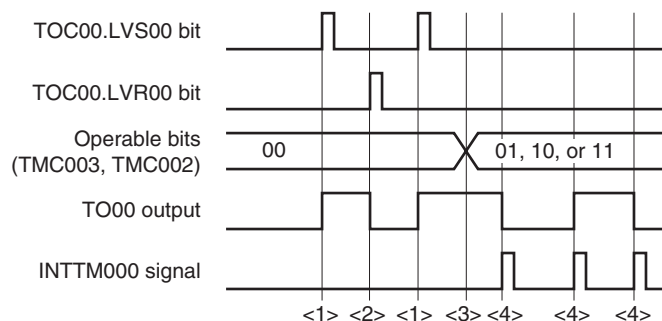 TOC00.LVS00 bit
TOC00.LVR00 bit
Operable bits
(TMC003, TMC002)
00
01, 10, or 11
TO00 output
INTTM000 signal
<1> <2> <1> <3> <4> <4> <4>